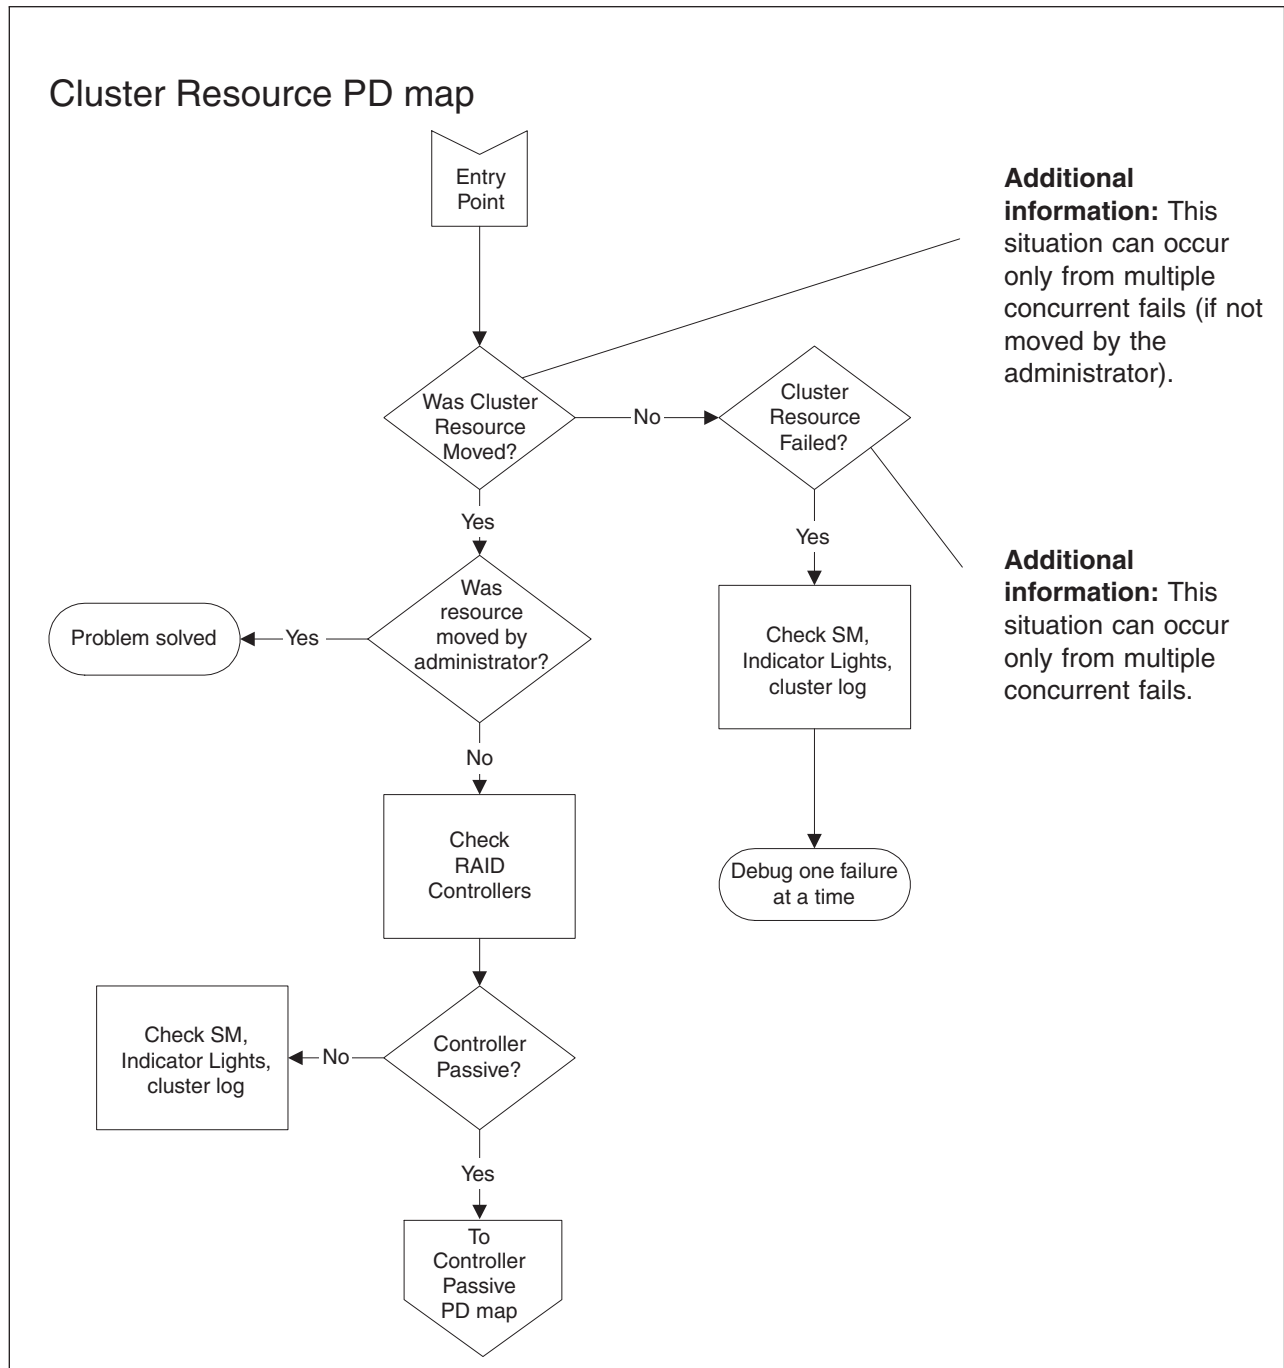 Cluster Resource PD map
Entry
Point
Additional
information: This
situation can occur
only from multiple
concurrent fails (if not
moved by the
administrator).
Was Cluster
Resource
Moved?
No
Cluster
Resource
Failed?
Yes
Yes
Additional
information: This
situation can occur
only from multiple
concurrent fails.
Was
resource
moved by
administrator?
Yes
Problem solved
Check SM,
Indicator Lights,
cluster log
No
Check
RAID
Controllers
Debug one failure
at a time
Controller
Passive?
No
Check SM,
Indicator Lights,
cluster log
Yes
To
Controller
Passive
PD map